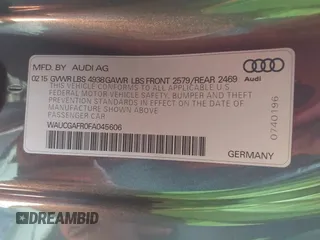 MFD. BY AUDI AG
02 15 GVWR LBS 4938 GAWR LBS FRONT 2579/REAR 2469
Audi
THIS VEHICLE CONFORMS TO ALL APPLICABLE U.S.
FEDERAL MOTOR VEHICLE SAFETY, BUMPER AND THEFT
PREVENTION STANDARDS IN EFFECT ON THE DATE OF
MANUFACTURE SHOWN ABOVE.
PASSENGER CAR
WAUCGAFR0FA045606
GERMANY
0740196
DREAMBID